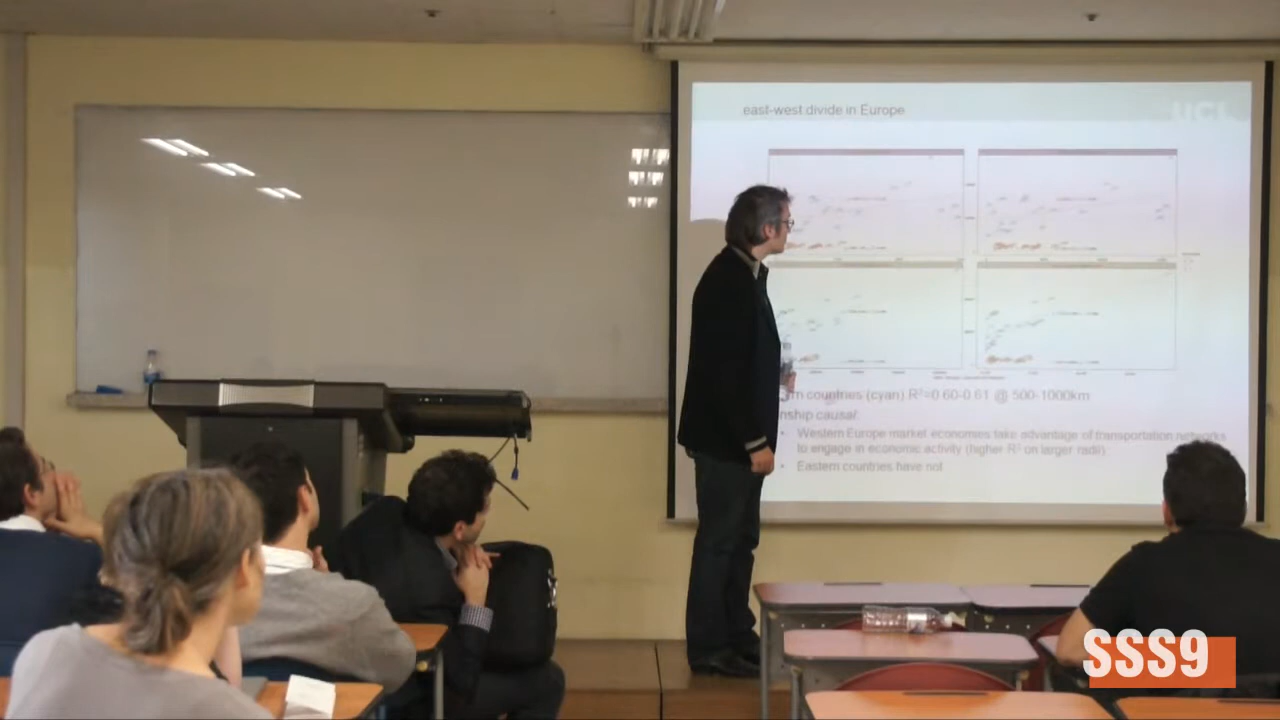 east-west divide in Europe
UCL
countries (cyan) R²=0.60-0.61 @ 500-1000km
causal:
• Western Europe market economies take advantage of transportation networks
to engage in economic activity (higher R² on larger radii)
• Eastern countries have not
SSS9